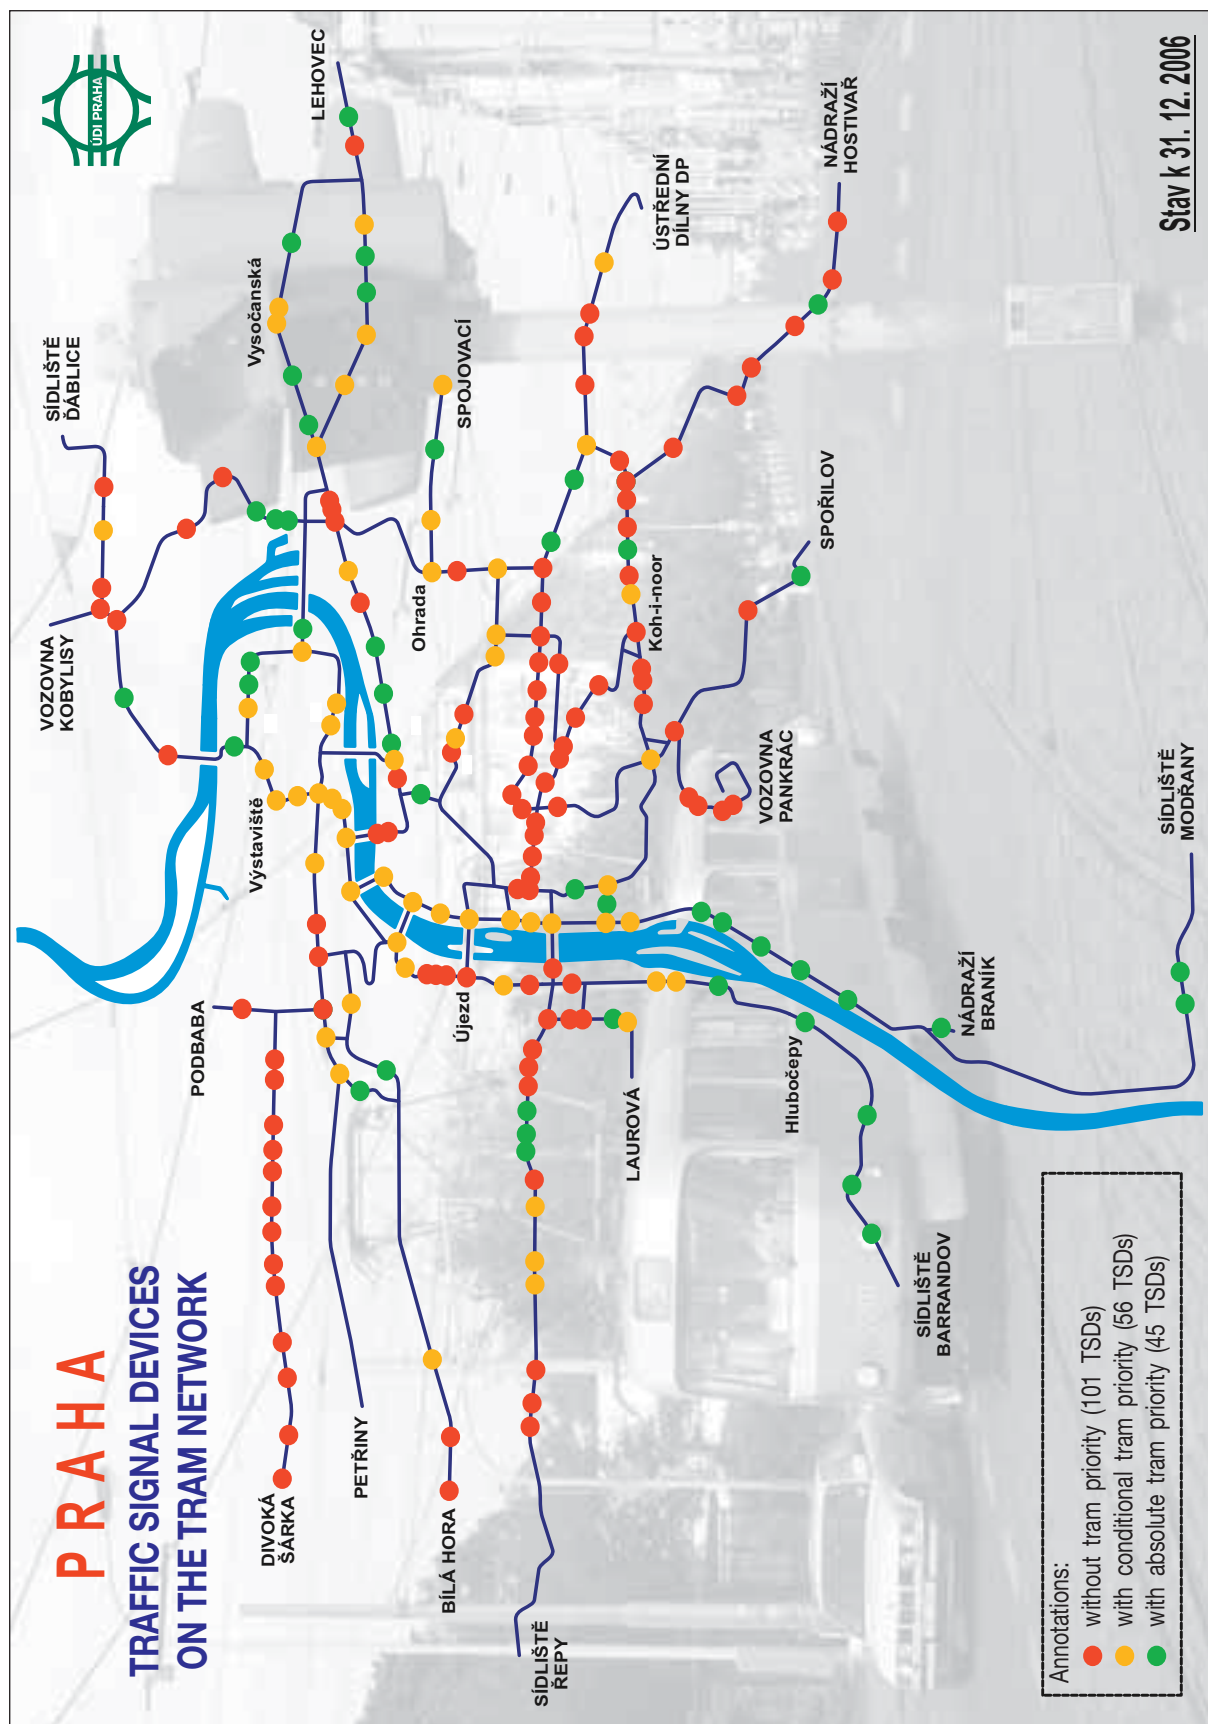 PRAHA
TRAFFIC SIGNAL DEVICES
ON THE TRAM NETWORK
ÚDI PRAHA
SÍDLIŠTĚ
ĎÁBLICE
VOZOVNA
KOBYLISY
LEHOVEC
Vysočanská
Výstaviště
PODBABA
DIVOKÁ
ŠÁRKA
PETŘINY
BÍLÁ HORA
SÍDLIŠTĚ
ŘEPY
Ohrada
SPOJOVACÍ
Újezd
LAUROVÁ
Koh-i-noor
ÚSTŘEDNÍ
DÍLNY DP
NÁDRAŽÍ
HOSTIVAŘ
SPOŘILOV
VOZOVNA
PANKRÁC
Hlubočepy
SÍDLIŠTĚ
BARRANDOV
NÁDRAŽÍ
BRANÍK
SÍDLIŠTĚ
MODŘANY
Annotations:
without tram priority (101 TSDs)
with conditional tram priority (56 TSDs)
with absolute tram priority (45 TSDs)
Stav k 31. 12. 2006